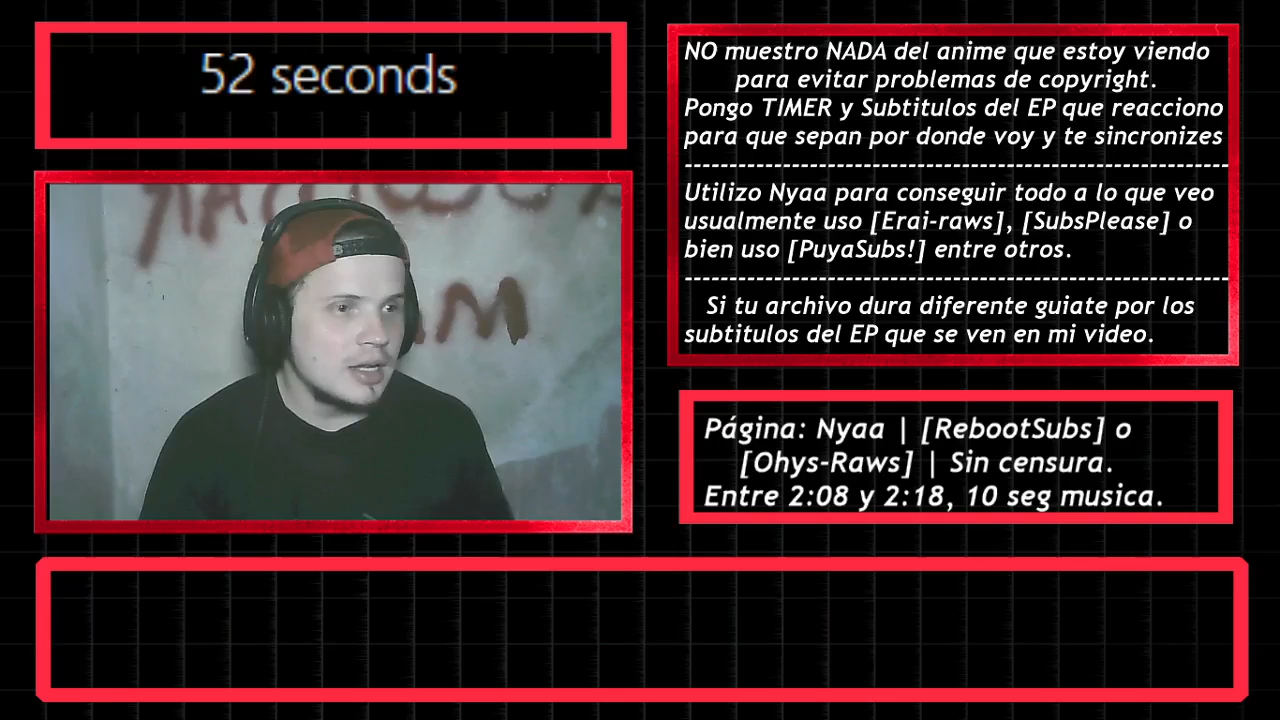 52 seconds
NO muestro NADA del anime que estoy viendo
para evitar problemas de copyright.
Pongo TIMER y Subtitulos del EP que reacciono
para que sepan por donde voy y te sincronizes
Utilizo Nyaa para conseguir todo a lo que veo
usualmente uso [Erai-raws], [SubsPlease] o
bien uso [PuyaSubs!] entre otros.
Si tu archivo dura diferente guiate por los
subtitulos del EP que se ven en mi video.
Página: Nyaa | [RebootSubs] o
[Ohys-Raws] | Sin censura.
Entre 2:08 y 2:18, 10 seg musica.